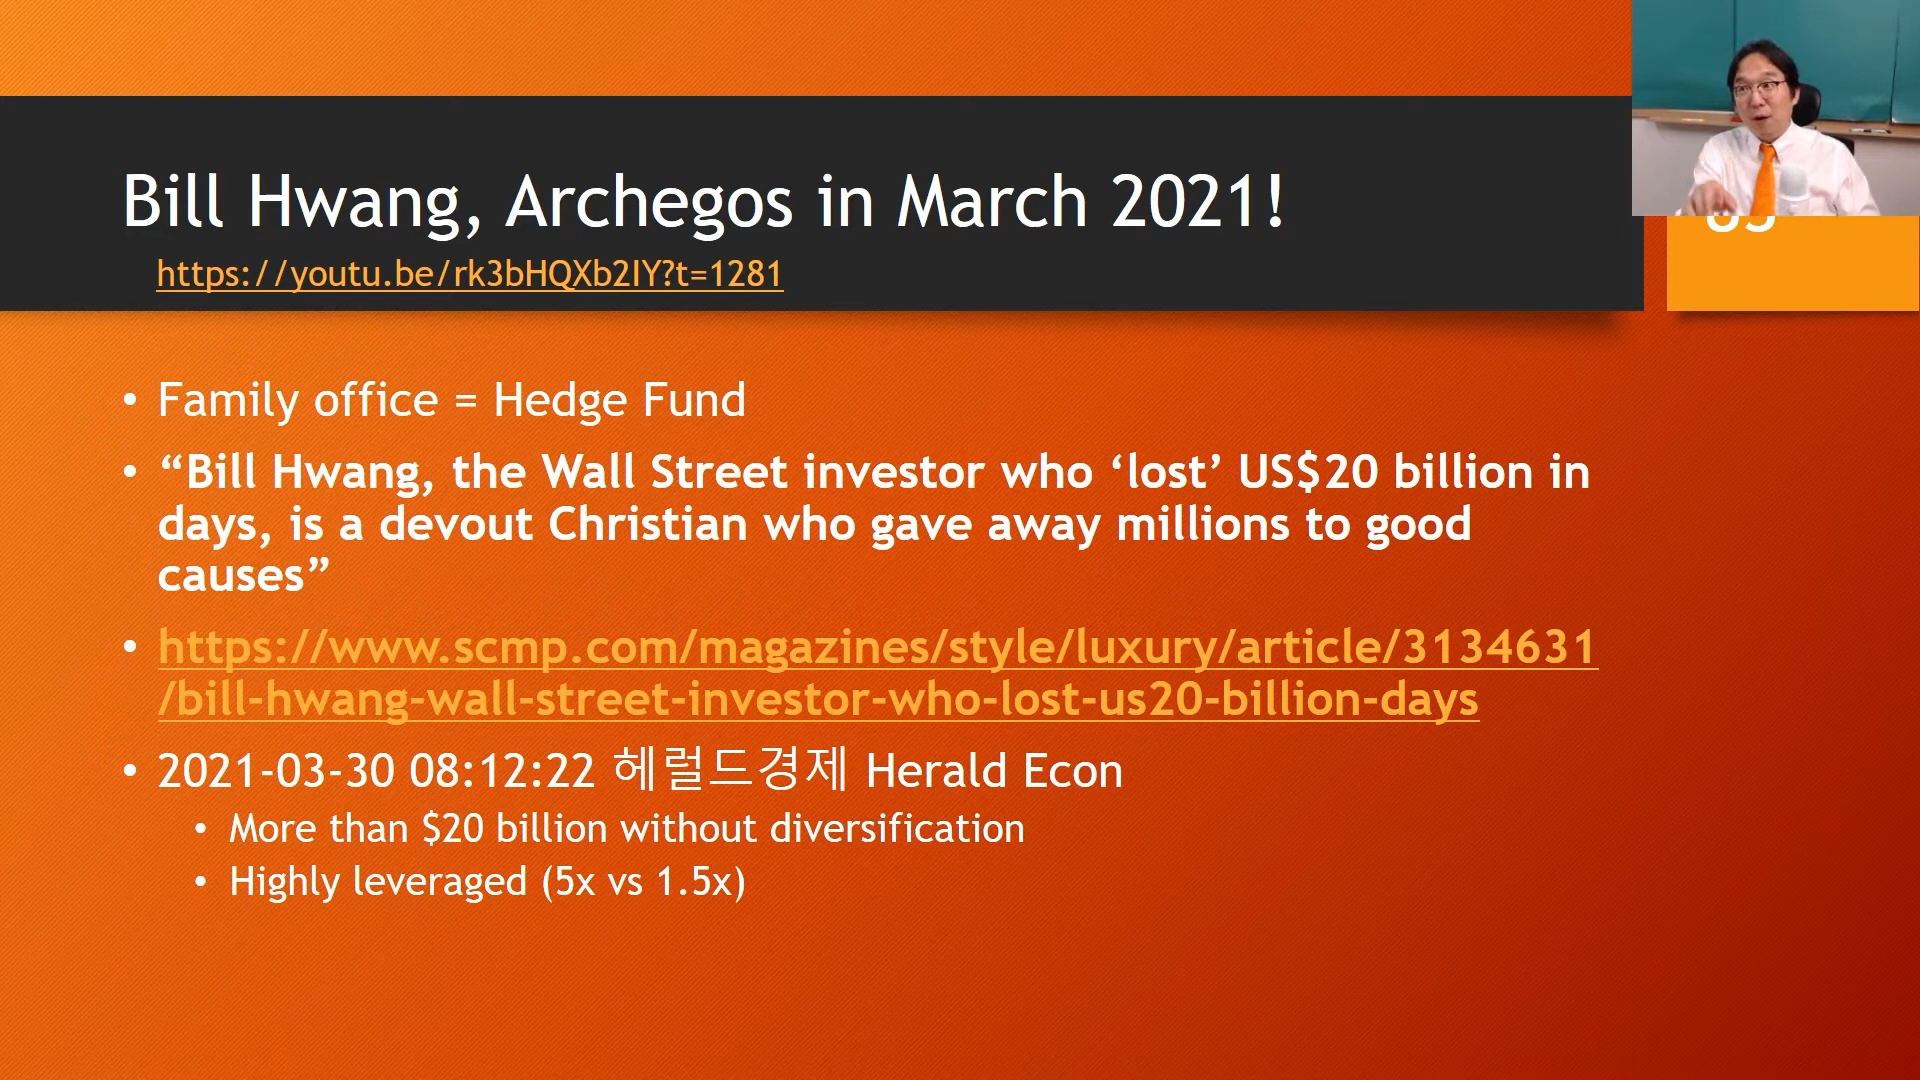 Bill Hwang, Archegos in March 2021!
https://youtu.be/rk3bHQXb2IY?t=1281
• Family office = Hedge Fund
• “Bill Hwang, the Wall Street investor who ‘lost’ US$20 billion in
days, is a devout Christian who gave away millions to good
causes”
• https://www.scmp.com/magazines/style/luxury/article/3134631
/bill-hwang-wall-street-investor-who-lost-us20-billion-days
• 2021-03-30 08:12:22 헤럴드경제 Herald Econ
• More than $20 billion without diversification
• Highly leveraged (5x vs 1.5x)